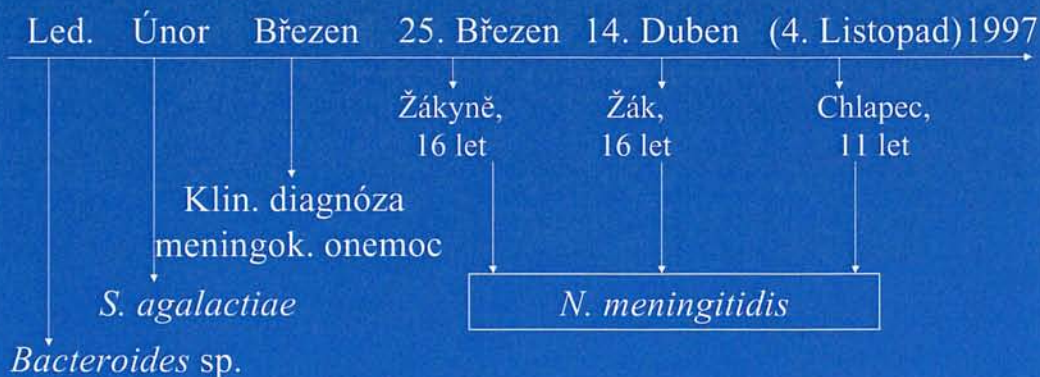 Led. Únor Březen 25. Březen 14. Duben (4. Listopad) 1997
Žákyně, Žák, Chlapec,
16 let 16 let 11 let
Klin. diagnóza
meningok. onemoc
S. agalactiae N. meningitidis
Bacteroides sp.